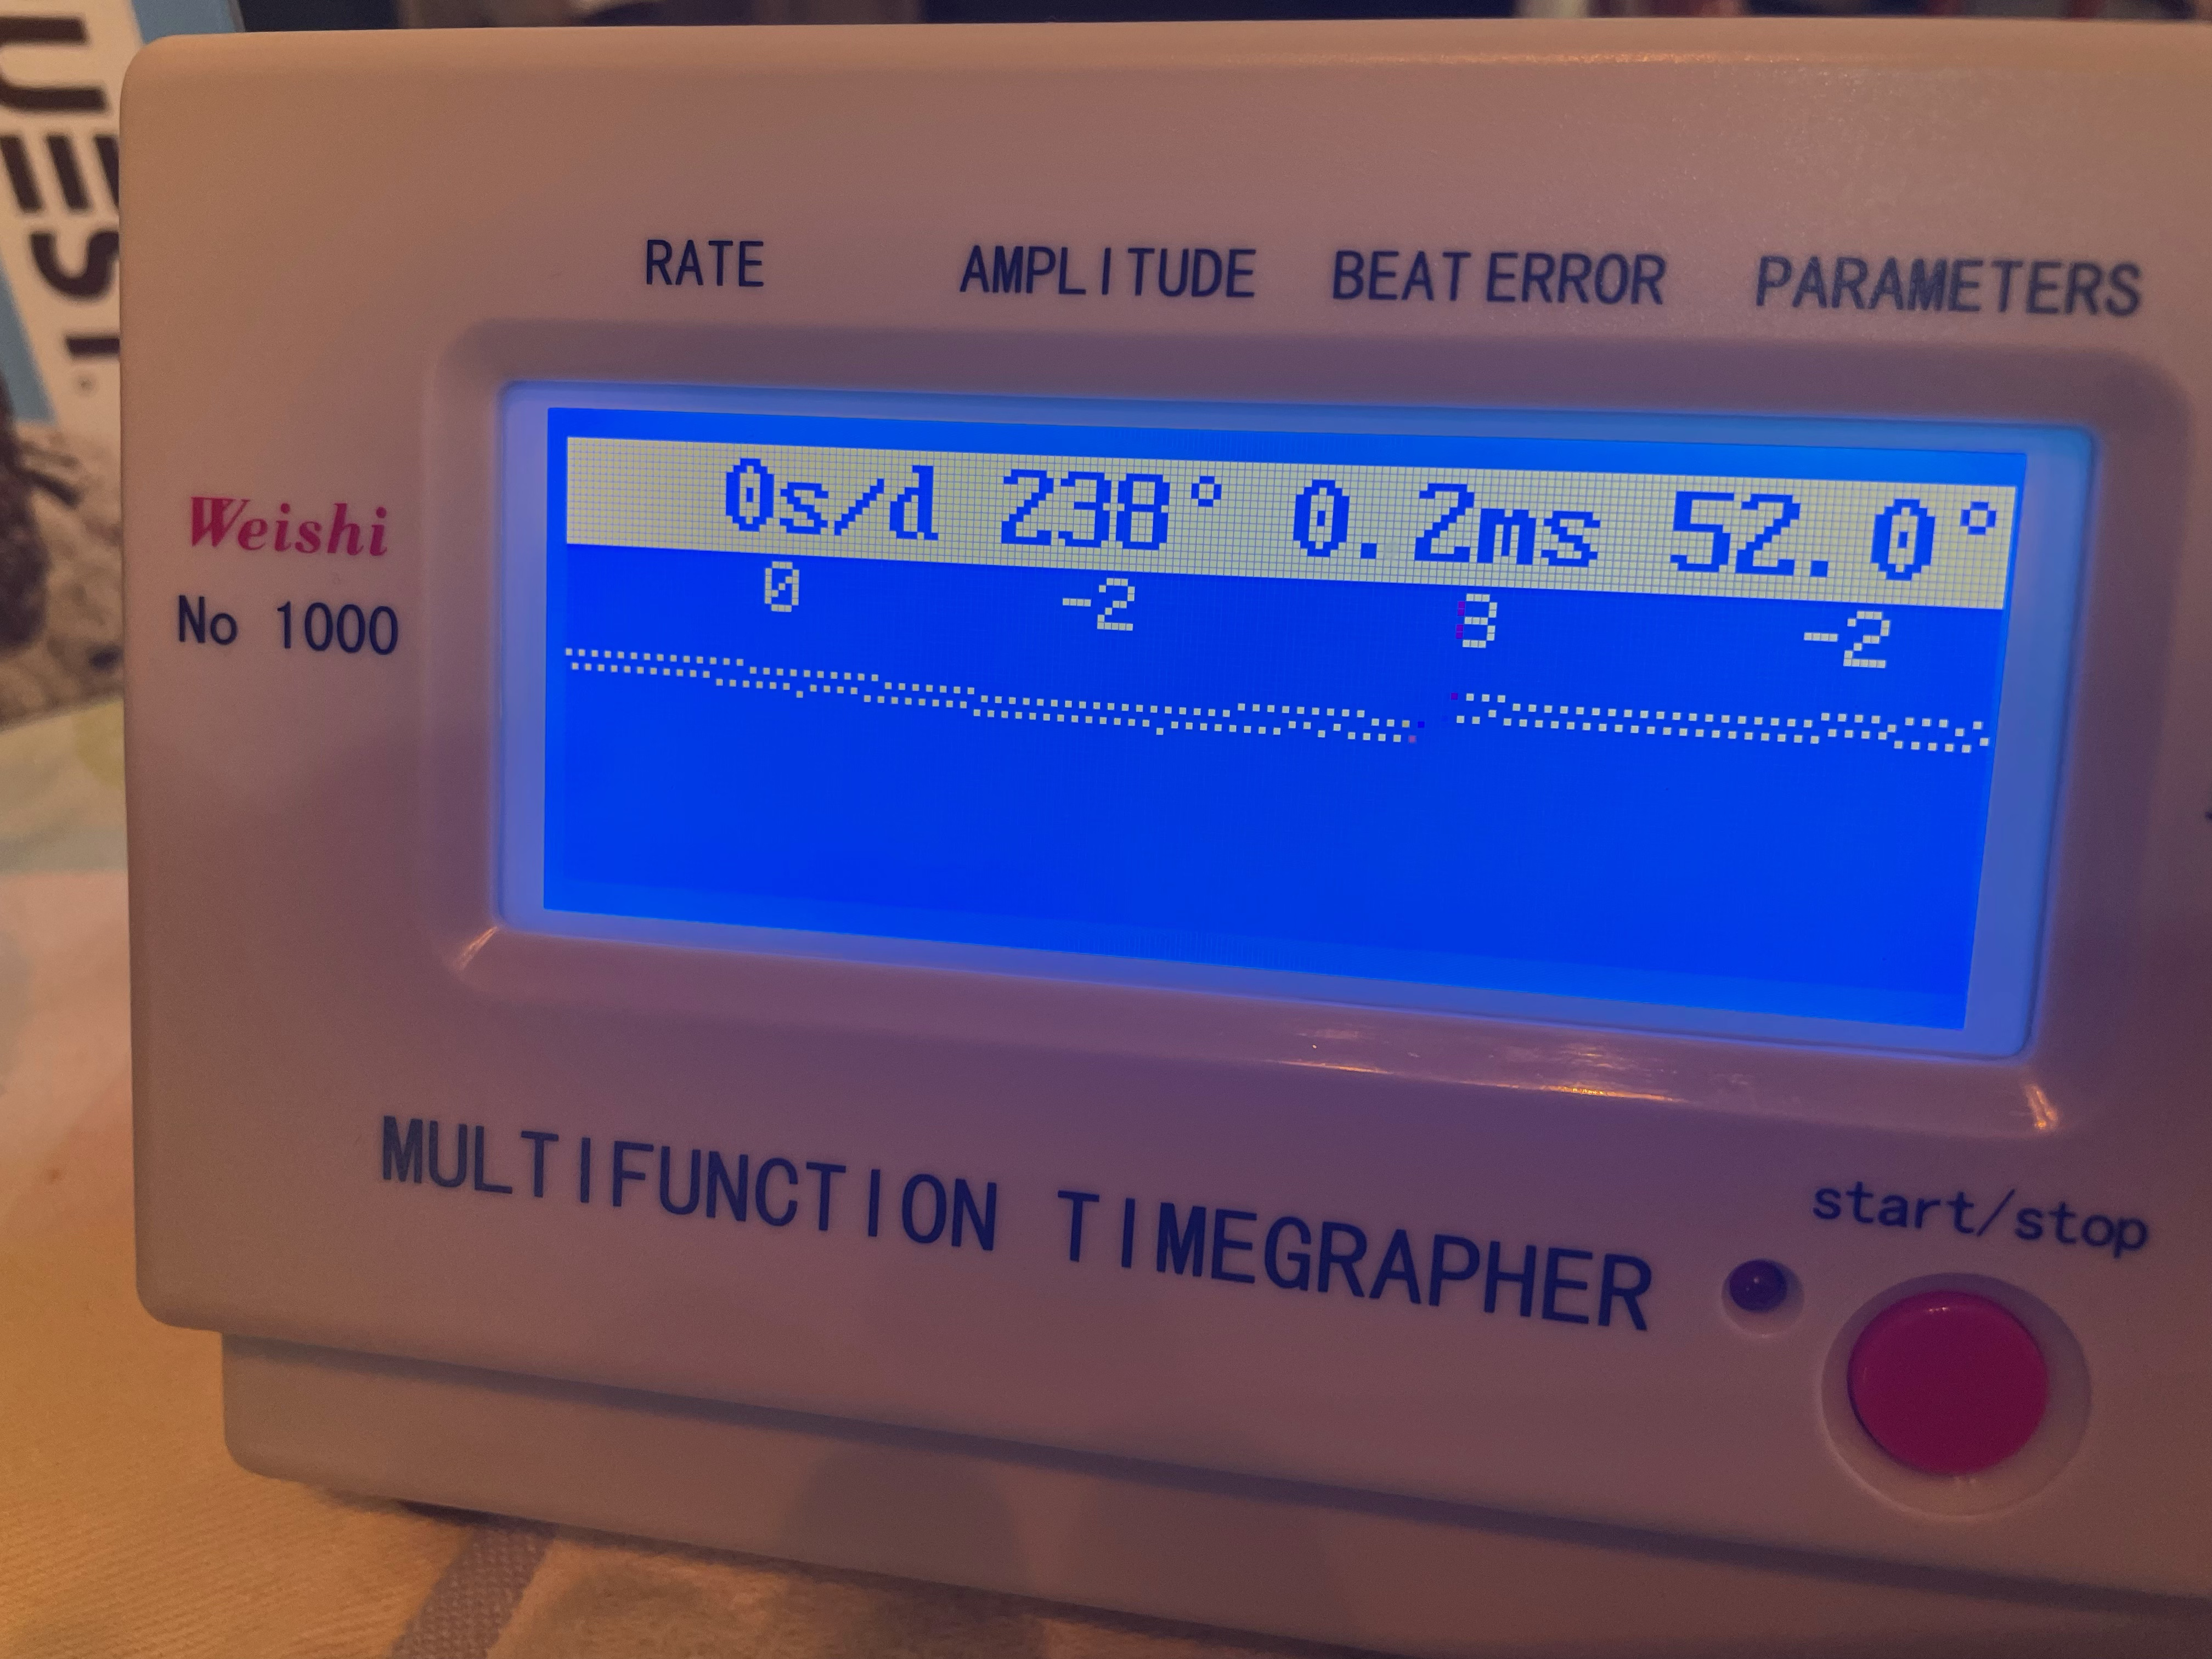 RATE AMPLITUDE BEAT ERROR PARAMETERS
0s/d 238° 0.2ms 52.0°
0 -2 3 -2
Weishi
No 1000
MULTIFUNCTION TIMEGRAPHER
start/stop